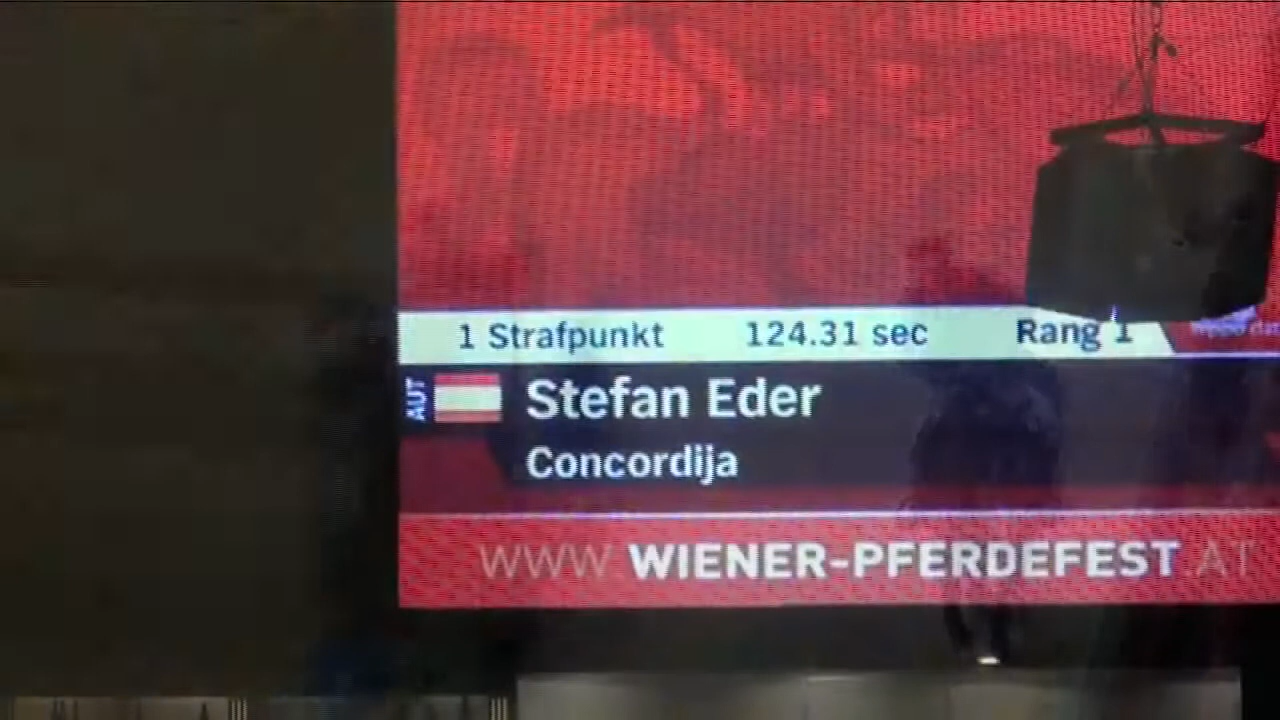 1 Strafpunkt 124.31 sec Rang 1
AUT Stefan Eder
Concordija
WWW.WIENER-PFERDEFEST.AT